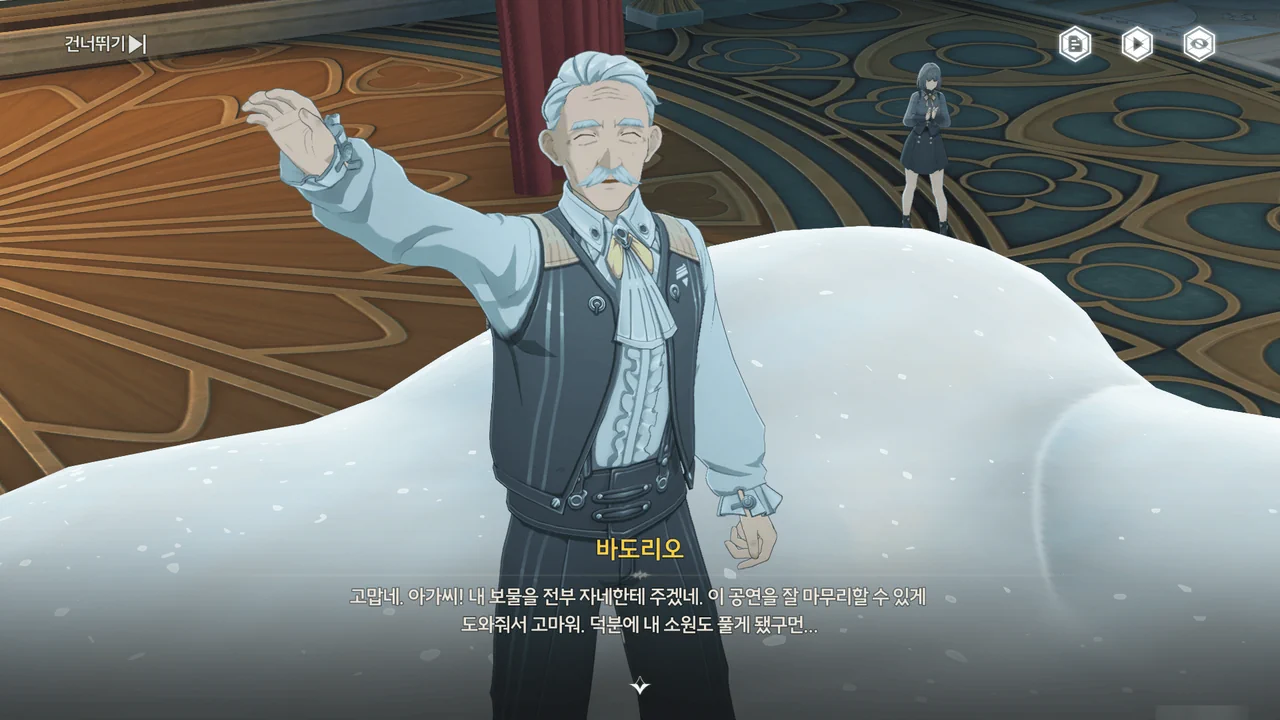 건너뛰기
바도리오
고맙네. 아가씨! 내 보물을 전부 자네한테 주겠네. 이 공연을 잘 마무리할 수 있게
도와줘서 고마워. 덕분에 내 소원도 풀게 됐구먼...